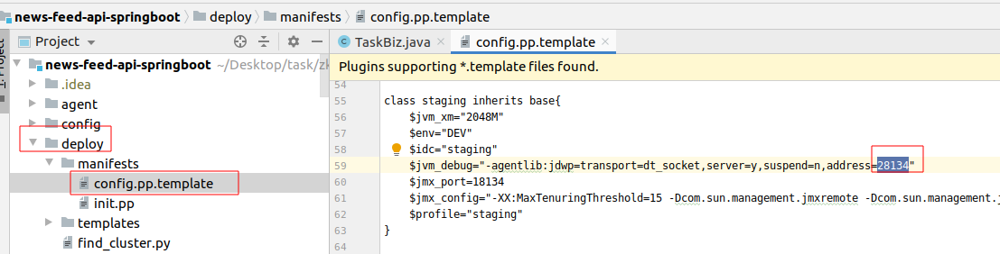 news-feed-api-springboot deploy manifests config.pp.template
Project
TaskBiz.java config.pp.template
1: Project
news-feed-api-springboot ~/Desktop/task/zk
.idea
agent
config
deploy
manifests
config.pp.template
init.pp
templates
find_cluster.py
Plugins supporting *.template files found.
54
55 class staging inherits base{
56 $jvm_xm="2048M"
57 $env="DEV"
58 $idc="staging"
59 $jvm_debug="-agentlib:jdwp=transport=dt_socket,server=y,suspend=n,address=28134"
60 $jmx_port=18134
61 $jmx_config="-XX:MaxTenuringThreshold=15 -Dcom.sun.management.jmxremote -Dcom.sun.management.j
62 $profile="staging"
63 }
64